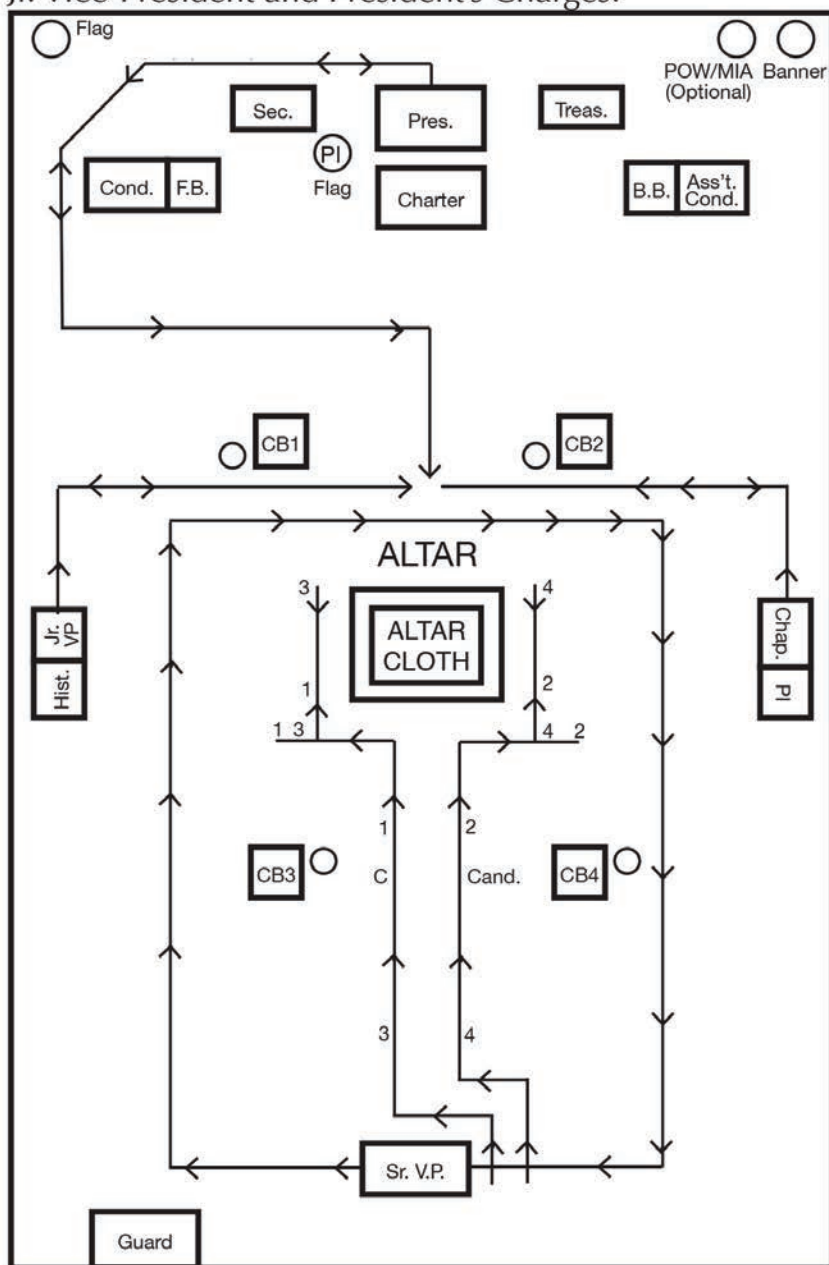 Jr. Vice President and President's Charges.
Flag
POW/MIA
(Optional)
Banner
Sec.
Pres.
Treas.
PI
Flag
Cond.
F.B.
Charter
B.B.
Ass't.
Cond.
CB1
CB2
ALTAR
3
4
ALTAR
CLOTH
Jr.
VP
Hist.
Chap.
PI
1
2
1 3
4 2
1
2
CB3
C
Cand.
CB4
3
4
Sr. V.P.
Guard